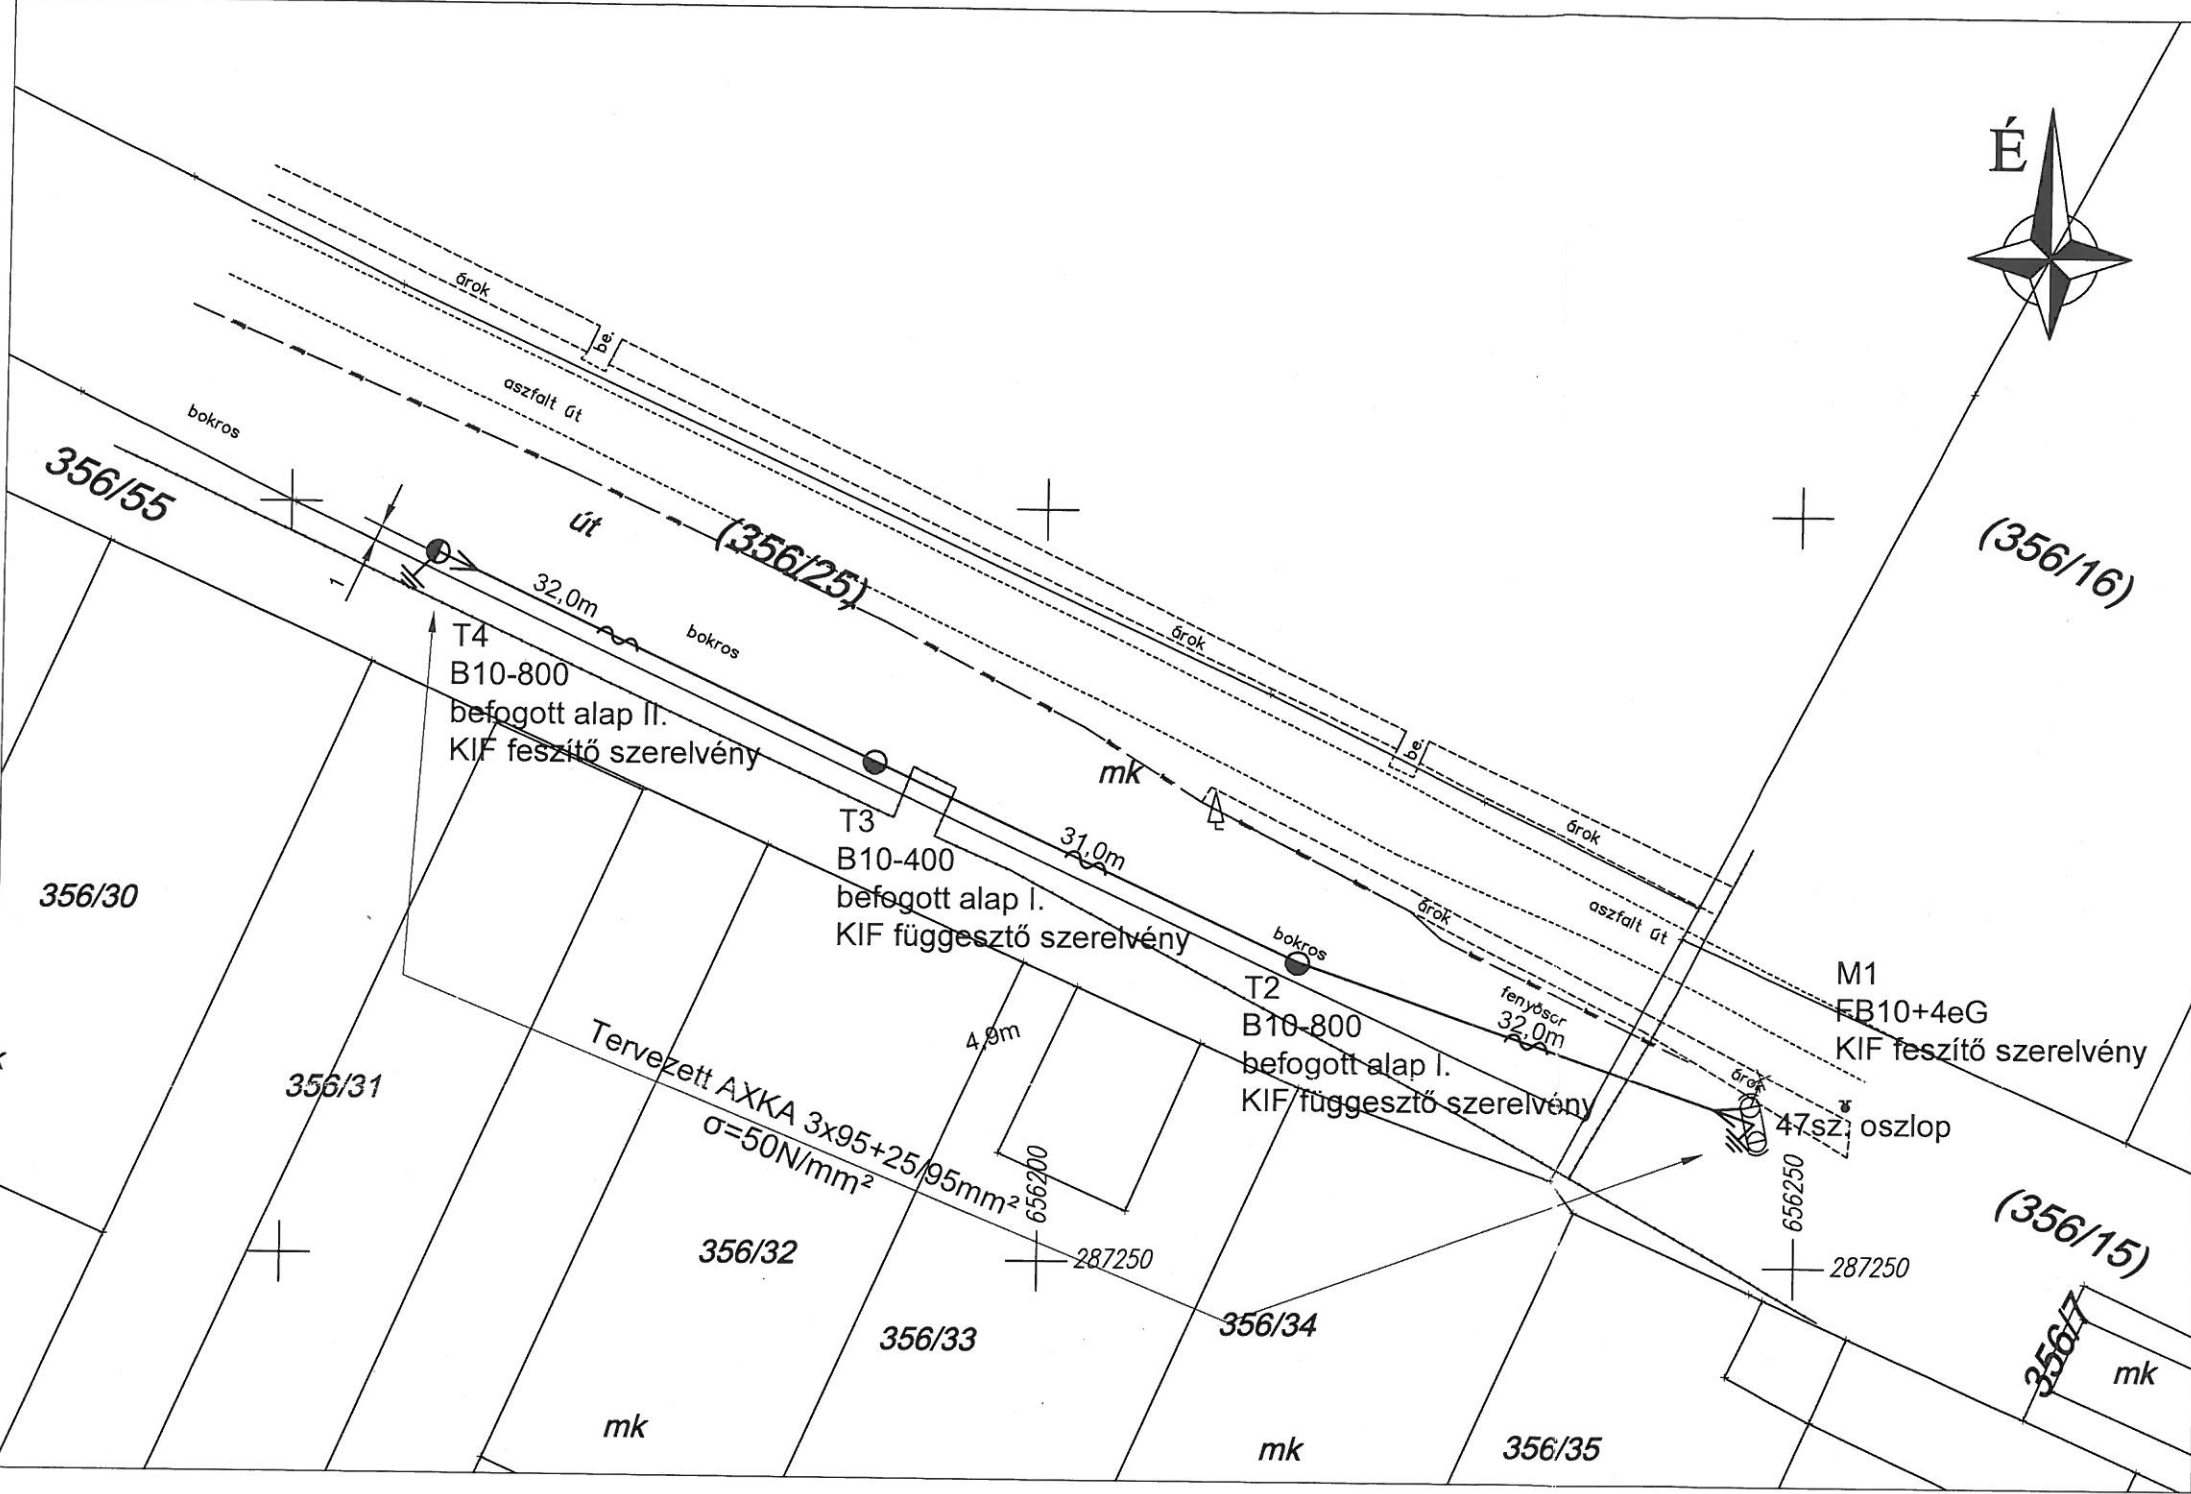 É
árok
be.
aszfalt út
bokros
356/55
út
(356/25)
(356/16)
1
32,0m
bokros
T4
B10-800
befogott alap II.
KIF feszítő szerelvény
árok
be.
mk
árok
T3
B10-400
befogott alap I.
KIF függesztő szerelvény
31,0m
356/30
árok
aszfalt út
bokros
T2
B10-800
befogott alap I.
KIF függesztő szerelvény
fenyősor
32,0m
M1
FB10+4eG
KIF feszítő szerelvény
árok
47sz. oszlop
4,9m
356/31
Tervezett AXKA 3x95+25/95mm²
σ=50N/mm²
656200
287250
656250
287250
(356/15)
356/32
356/33
356/34
356/7
mk
mk
mk
356/35